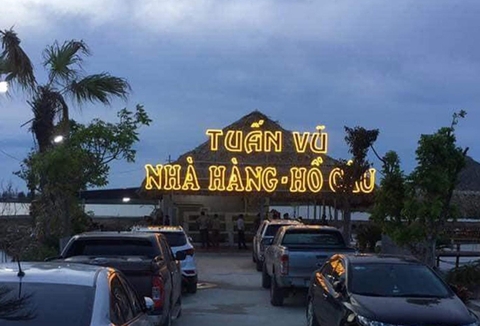 TUẤN VŨ
NHÀ HÀNG-HỒ CÂU